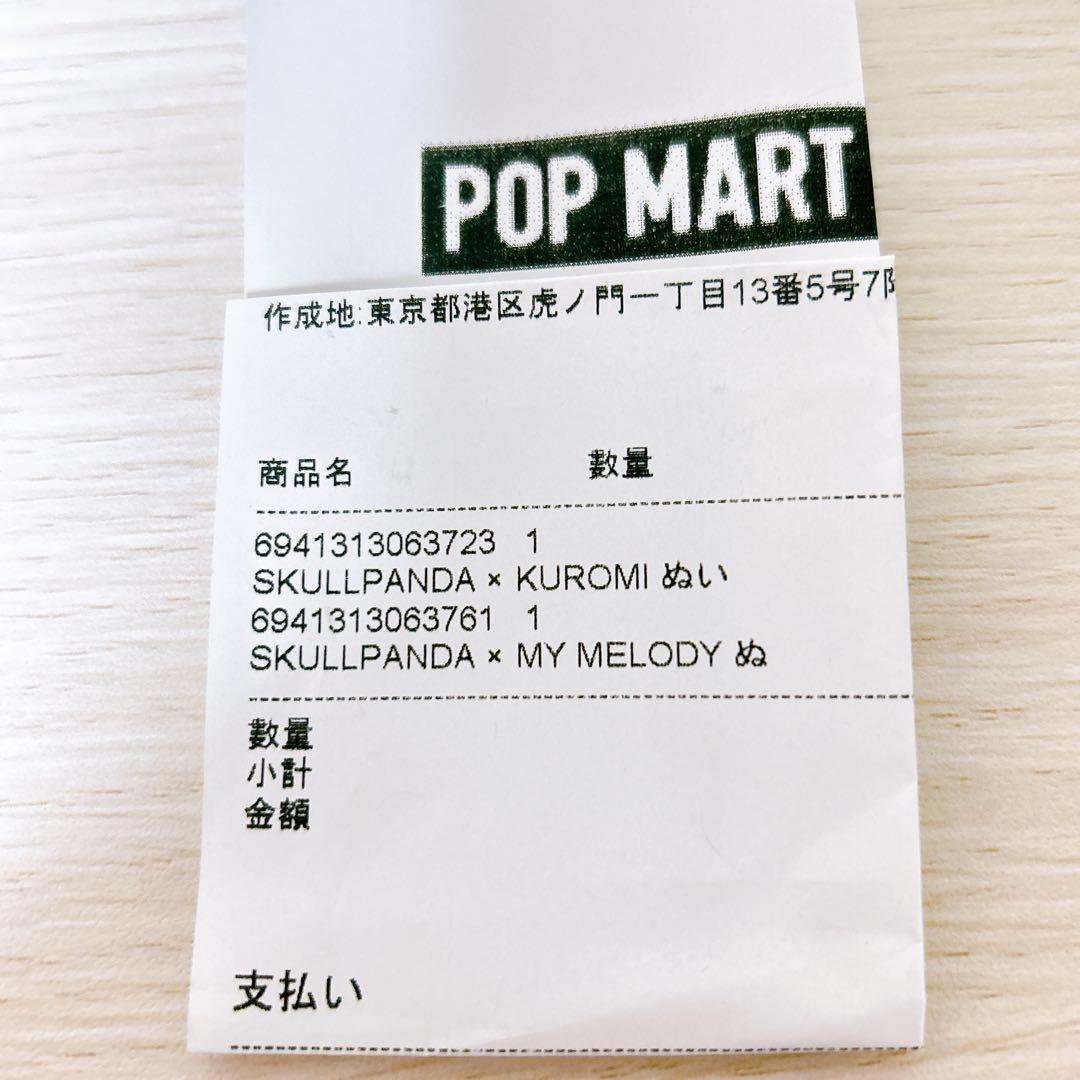 POP MART
作成地:東京都港区虎ノ門一丁目13番5号7階
商品名 数量
6941313063723 1
SKULLPANDA × KUROMI ぬい
6941313063761 1
SKULLPANDA × MY MELODY ぬ
数量
小計
金額
支払い